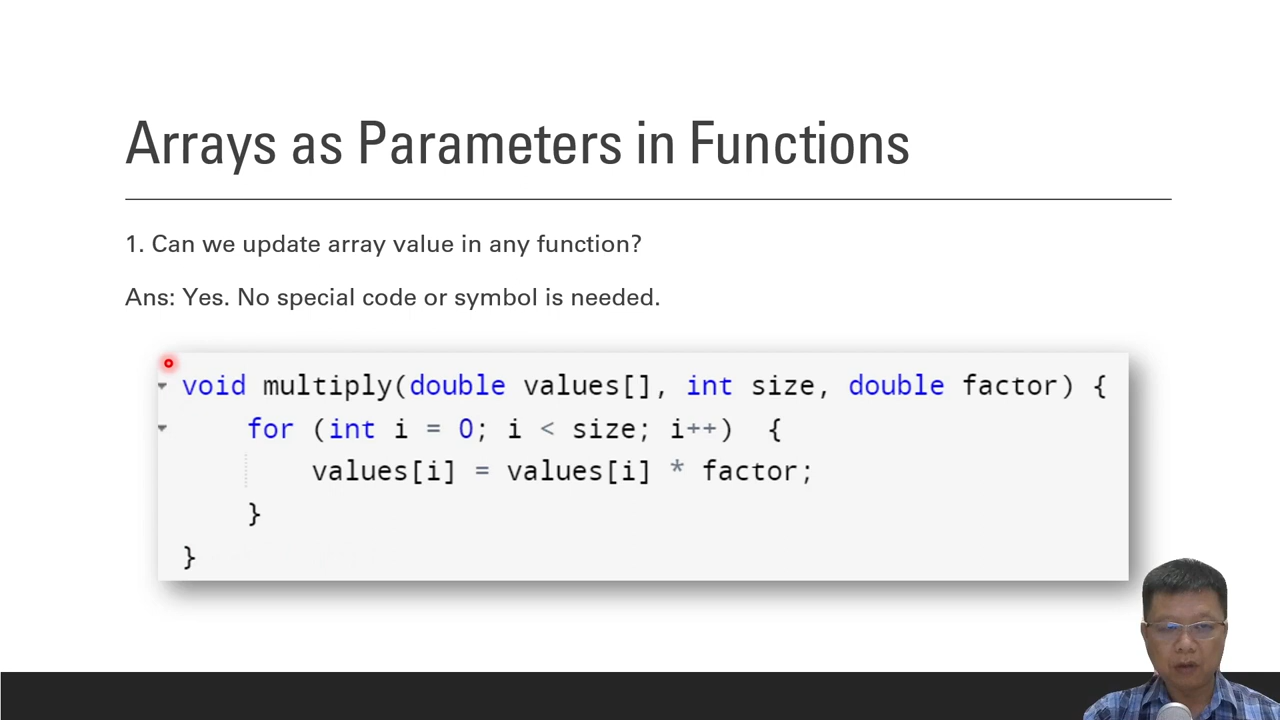 Arrays as Parameters in Functions
1. Can we update array value in any function?
Ans: Yes. No special code or symbol is needed.
void multiply(double values[], int size, double factor) {
for (int i = 0; i < size; i++)  {
values[i] = values[i] * factor;
}
}